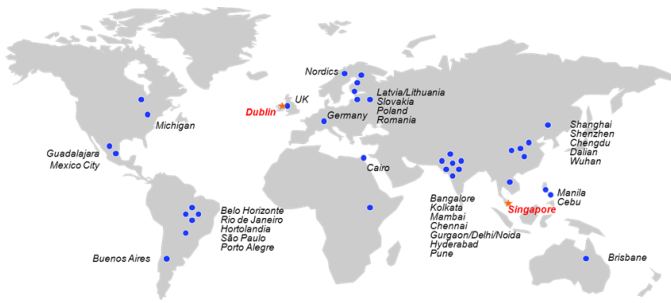 Nordics
Latvia/Lithuania
Slovakia
Poland
Romania
UK
Dublin
Germany
Michigan
Shanghai
Shenzhen
Chengdu
Dalian
Wuhan
Guadalajara
Mexico City
Cairo
Manila
Cebu
Bangalore
Kolkata
Mambai
Chennai
Gurgaon/Delhi/Noida
Hyderabad
Pune
Singapore
Belo Horizonte
Rio de Janeiro
Hortolandia
São Paulo
Porto Alegre
Buenos Aires
Brisbane